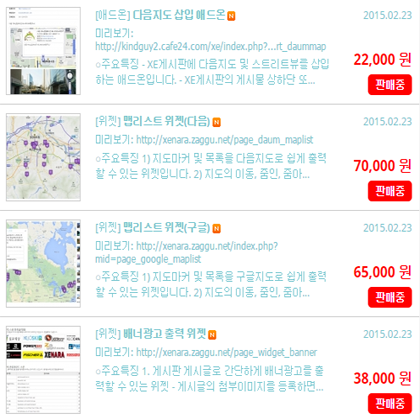 [애드온] 다음지도 삽입 애드온 N
2015.02.23
미리보기:
http://kindguy2.cafe24.com/xe/index.php?...rt_daummap
22,000 원
○주요특징 - XE게시판에 다음지도 및 스트리트뷰를 삽입
하는 애드온입니다. - XE게시판의 게시물 상하단 또...
판매중
[위젯] 맵리스트 위젯(다음) N
2015.02.23
미리보기: http://xenara.zaggu.net/page_daum_maplist
○주요특징 1) 지도마커 및 목록을 다음지도로 쉽게 출력
70,000 원
할 수 있는 위젯입니다. 2) 지도의 이동, 줌인, 줌아...
판매중
[위젯] 맵리스트 위젯(구글) N
2015.02.23
미리보기: http://xenara.zaggu.net/index.php?
mid=page_google_maplist
65,000 원
○주요특징 1) 지도마커 및 목록을 구글지도로 쉽게 출력
할 수 있는 위젯입니다. 2) 지도의 이동, 줌인, 줌아...
판매중
[위젯] 배너광고 출력 위젯 N
2015.02.23
미리보기: http://xenara.zaggu.net/page_widget_banner
○주요특징 1. 게시판 게시글로 간단하게 배너광고를 출
38,000 원
력할 수 있는 위젯 - 게시글의 첨부이미지를 등록하면...
판매중
XENARA